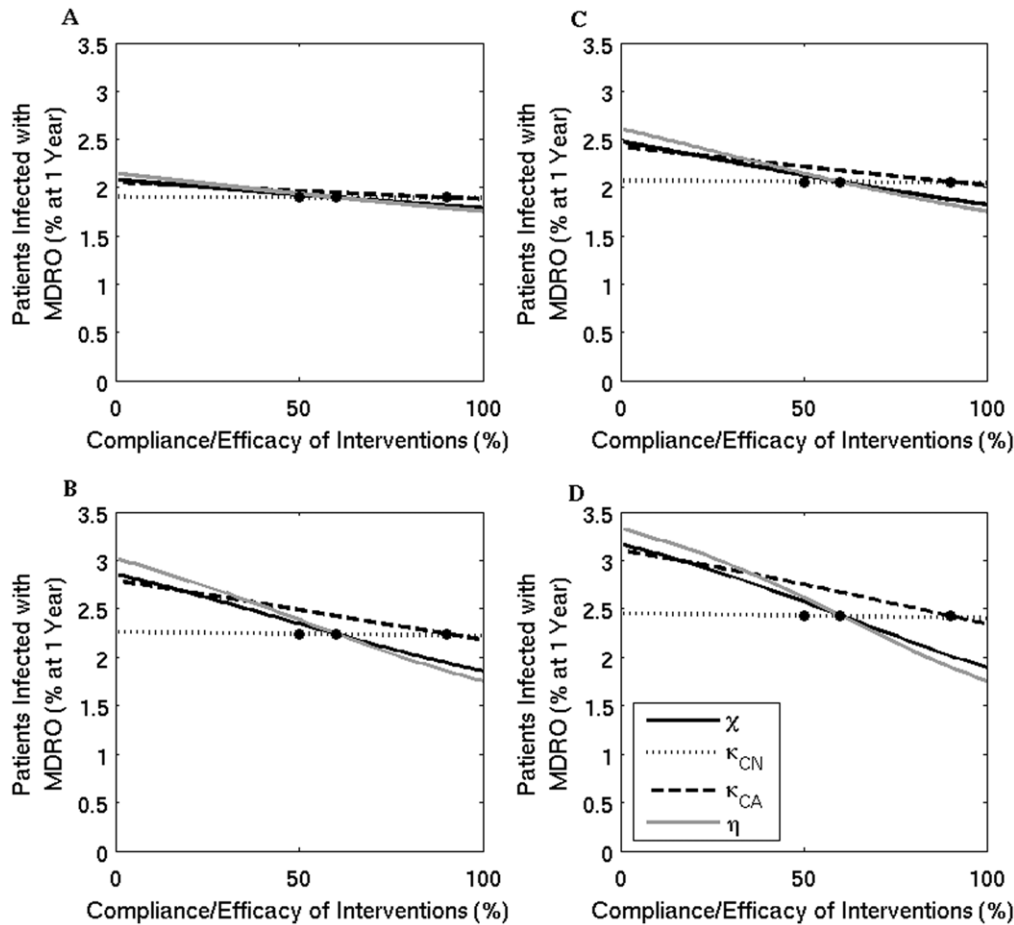 A
3.5
3
2.5
2
1.5
1
0.5
0
Patients Infected with
MDRO (% at 1 Year)
0 50 100
Compliance/Efficacy of Interventions (%)
C
3.5
3
2.5
2
1.5
1
0.5
0
Patients Infected with
MDRO (% at 1 Year)
0 50 100
Compliance/Efficacy of Interventions (%)
B
3.5
3
2.5
2
1.5
1
0.5
0
Patients Infected with
MDRO (% at 1 Year)
0 50 100
Compliance/Efficacy of Interventions (%)
D
3.5
3
2.5
2
1.5
1
0.5
0
Patients Infected with
MDRO (% at 1 Year)
χ
κCN
κCA
η
0 50 100
Compliance/Efficacy of Interventions (%)